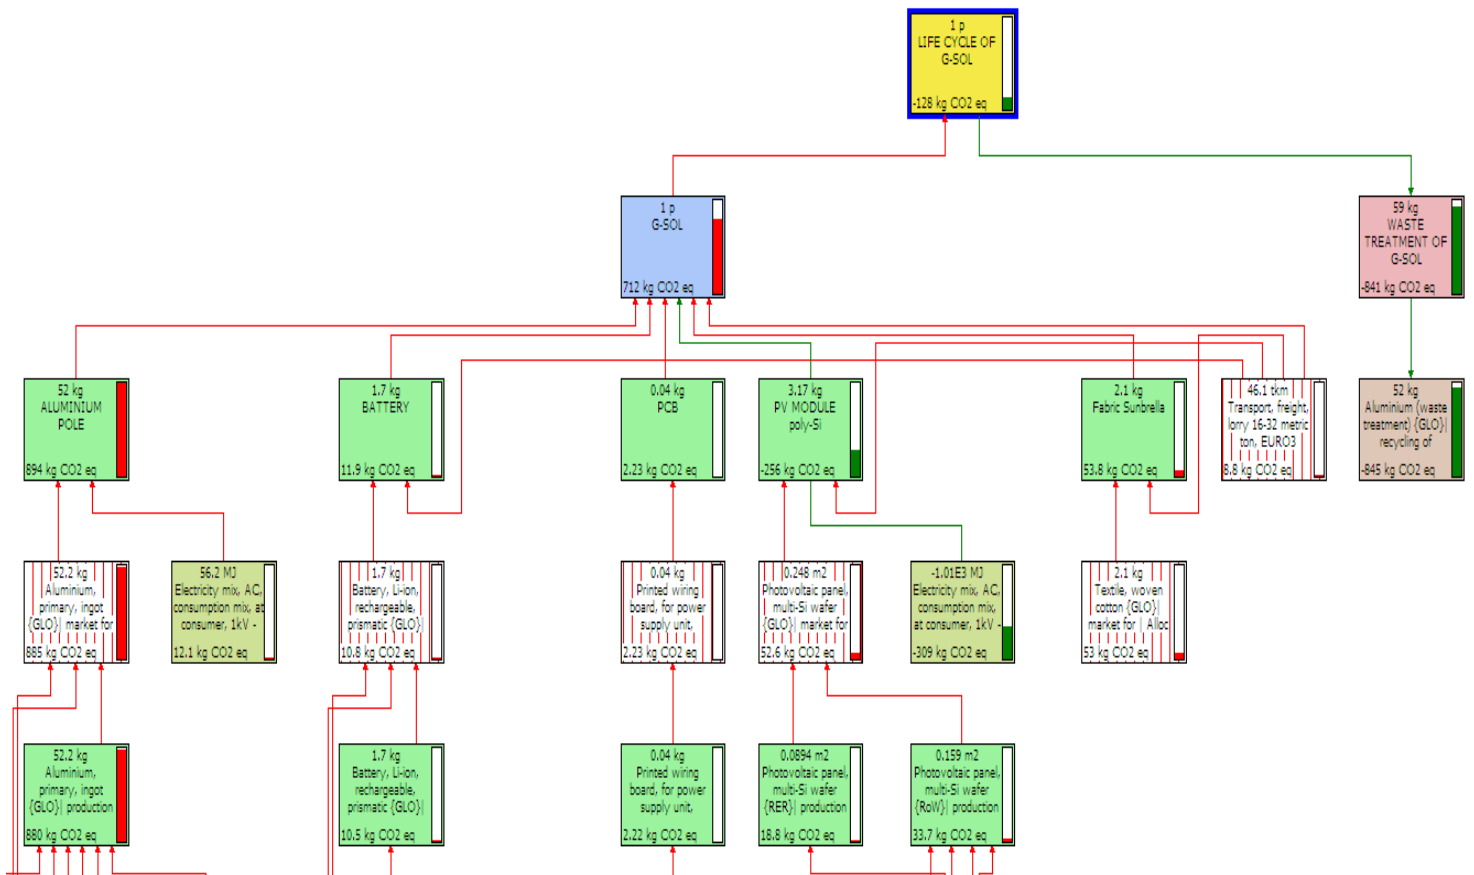 1 p
LIFE CYCLE OF
G-SOL
-128 kg CO2 eq
1 p
G-SOL
712 kg CO2 eq
59 kg
WASTE
TREATMENT OF
G-SOL
-841 kg CO2 eq
52 kg
ALUMINIUM
POLE
894 kg CO2 eq
1.7 kg
BATTERY
11.9 kg CO2 eq
0.04 kg
PCB
2.23 kg CO2 eq
3.17 kg
PV MODULE
poly-Si
-256 kg CO2 eq
2.1 kg
Fabric Sunbrella
53.8 kg CO2 eq
46.1 tkm
Transport, freight,
lorry 16-32 metric
ton, EURO3
8.8 kg CO2 eq
52 kg
Aluminium (waste
treatment) {GLO}|
recycling of
-845 kg CO2 eq
52.2 kg
Aluminium,
primary, ingot
{GLO}| market for
885 kg CO2 eq
56.2 MJ
Electricity mix, AC,
consumption mix, at
consumer, 1kV -
12.1 kg CO2 eq
1.7 kg
Battery, Li-ion,
rechargeable,
prismatic {GLO}|
10.8 kg CO2 eq
0.04 kg
Printed wiring
board, for power
supply unit,
2.23 kg CO2 eq
0.248 m2
Photovoltaic panel,
multi-Si wafer
{GLO}| market for
52.6 kg CO2 eq
-1.01E3 MJ
Electricity mix, AC,
consumption mix,
at consumer, 1kV -
-309 kg CO2 eq
2.1 kg
Textile, woven
cotton {GLO}|
market for | Alloc
53 kg CO2 eq
52.2 kg
Aluminium,
primary, ingot
{GLO}| production
880 kg CO2 eq
1.7 kg
Battery, Li-ion,
rechargeable,
prismatic {GLO}|
10.5 kg CO2 eq
0.04 kg
Printed wiring
board, for power
supply unit,
2.22 kg CO2 eq
0.0894 m2
Photovoltaic panel,
multi-Si wafer
{RER}| production
18.8 kg CO2 eq
0.159 m2
Photovoltaic panel,
multi-Si wafer
{RoW}| production
33.7 kg CO2 eq